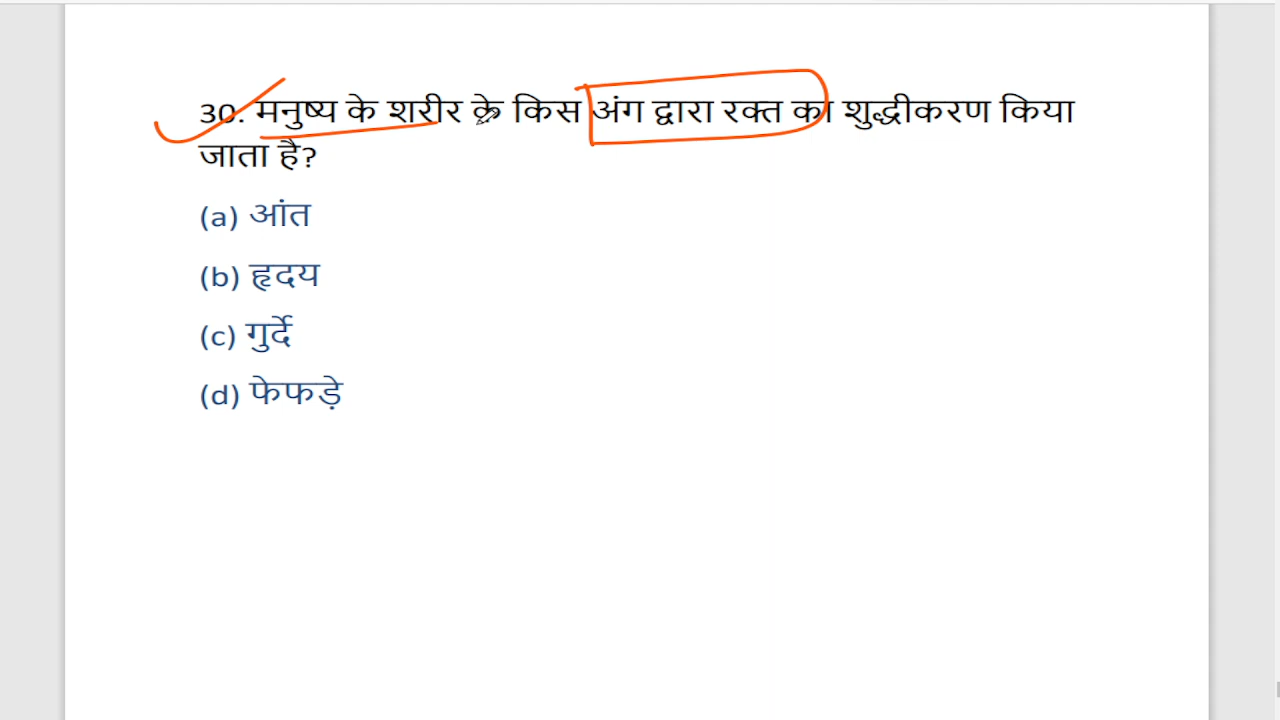 30. मनुष्य के शरीर के किस अंग द्वारा रक्त का शुद्धीकरण किया
जाता है?
(a) आंत
(b) हृदय
(c) गुर्दे
(d) फेफड़े